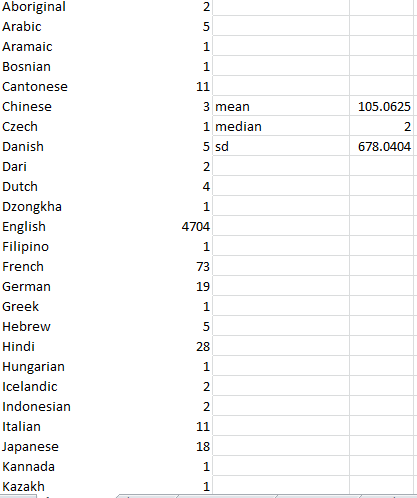 Aboriginal 2
Arabic 5
Aramaic 1
Bosnian 1
Cantonese 11
Chinese 3 mean 105.0625
Czech 1 median 2
Danish 5 sd 678.0404
Dari 2
Dutch 4
Dzongkha 1
English 4704
Filipino 1
French 73
German 19
Greek 1
Hebrew 5
Hindi 28
Hungarian 1
Icelandic 2
Indonesian 2
Italian 11
Japanese 18
Kannada 1
Kazakh 1